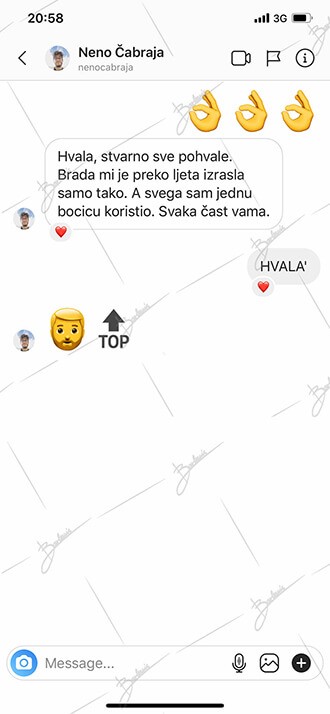 20:58
3G
Neno Čabraja
nenocabraja
👌👌👌
Hvala, stvarno sve pohvale.
Brada mi je preko ljeta izrasla
samo tako. A svega sam jednu
bocicu koristio. Svaka čast vama.
HVALA'
TOP
Message...